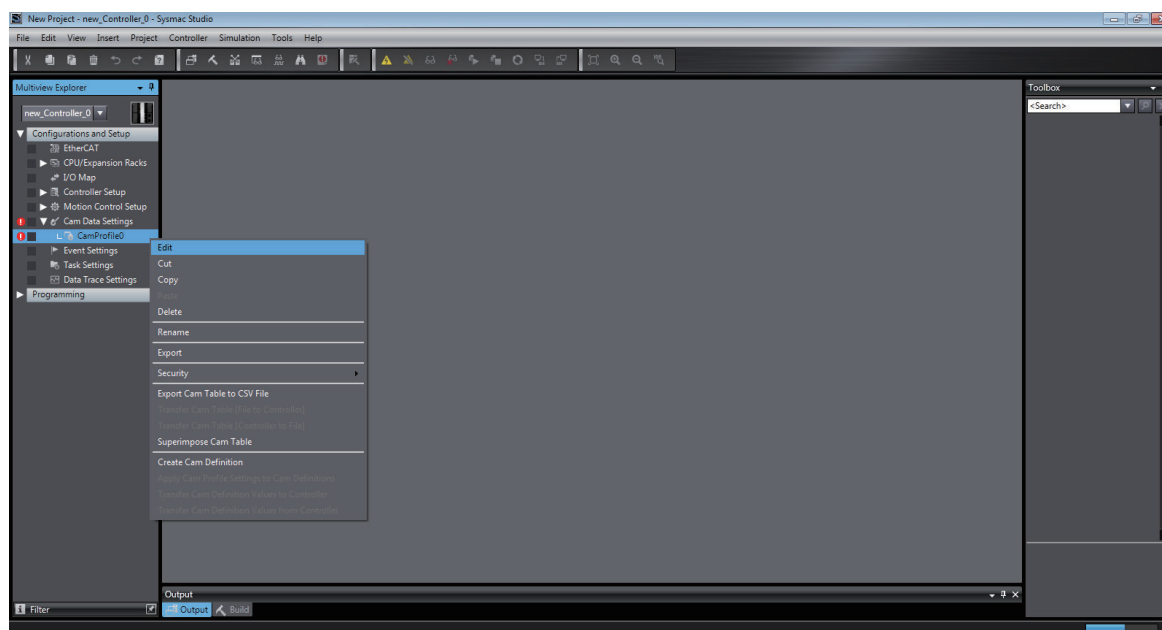 New Project - new_Controller_0 - Sysmac Studio
File Edit View Insert Project Controller Simulation Tools Help
Multiview Explorer
new_Controller_0
Configurations and Setup
EtherCAT
CPU/Expansion Racks
I/O Map
Controller Setup
Motion Control Setup
Cam Data Settings
CamProfile0
Event Settings
Task Settings
Data Trace Settings
Programming
Edit
Cut
Copy
Paste
Delete
Rename
Export
Security
Export Cam Table to CSV File
Transfer Cam Table (File to Controller)
Transfer Cam Table (Controller to File)
Superimpose Cam Table
Create Cam Definition
Apply Cam Profile Settings to Cam Definitions
Transfer Cam Definition Values to Controller
Transfer Cam Definition Values from Controller
Toolbox
<Search>
Output
Output Build
Filter